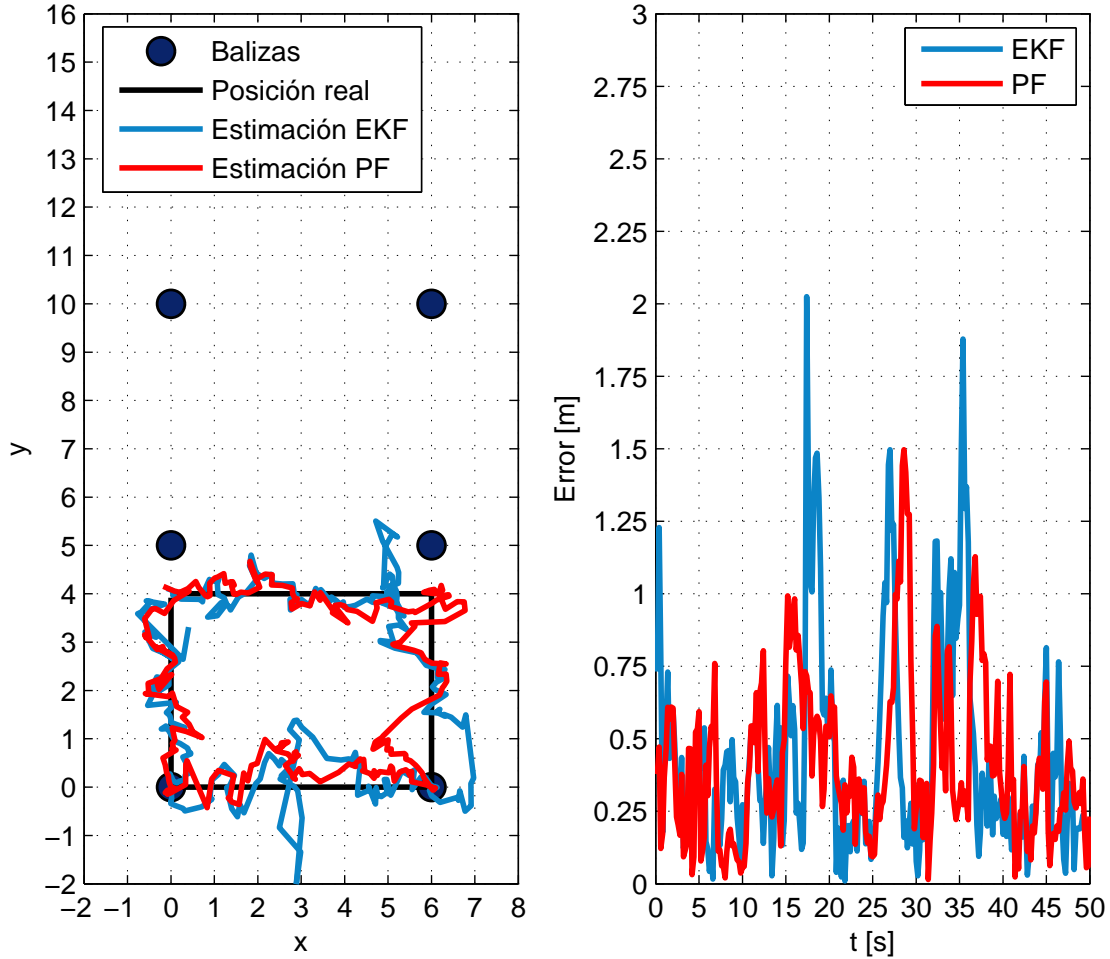 Balizas
Posición real
Estimación EKF
Estimación PF
16
15
14
13
12
11
10
9
8
7
6
5
4
3
2
1
0
−1
−2
−2 −1 0 1 2 3 4 5 6 7 8
x
y
EKF
PF
3
2.75
2.5
2.25
2
1.75
1.5
1.25
1
0.75
0.5
0.25
0
0 5 10 15 20 25 30 35 40 45 50
t [s]
Error [m]